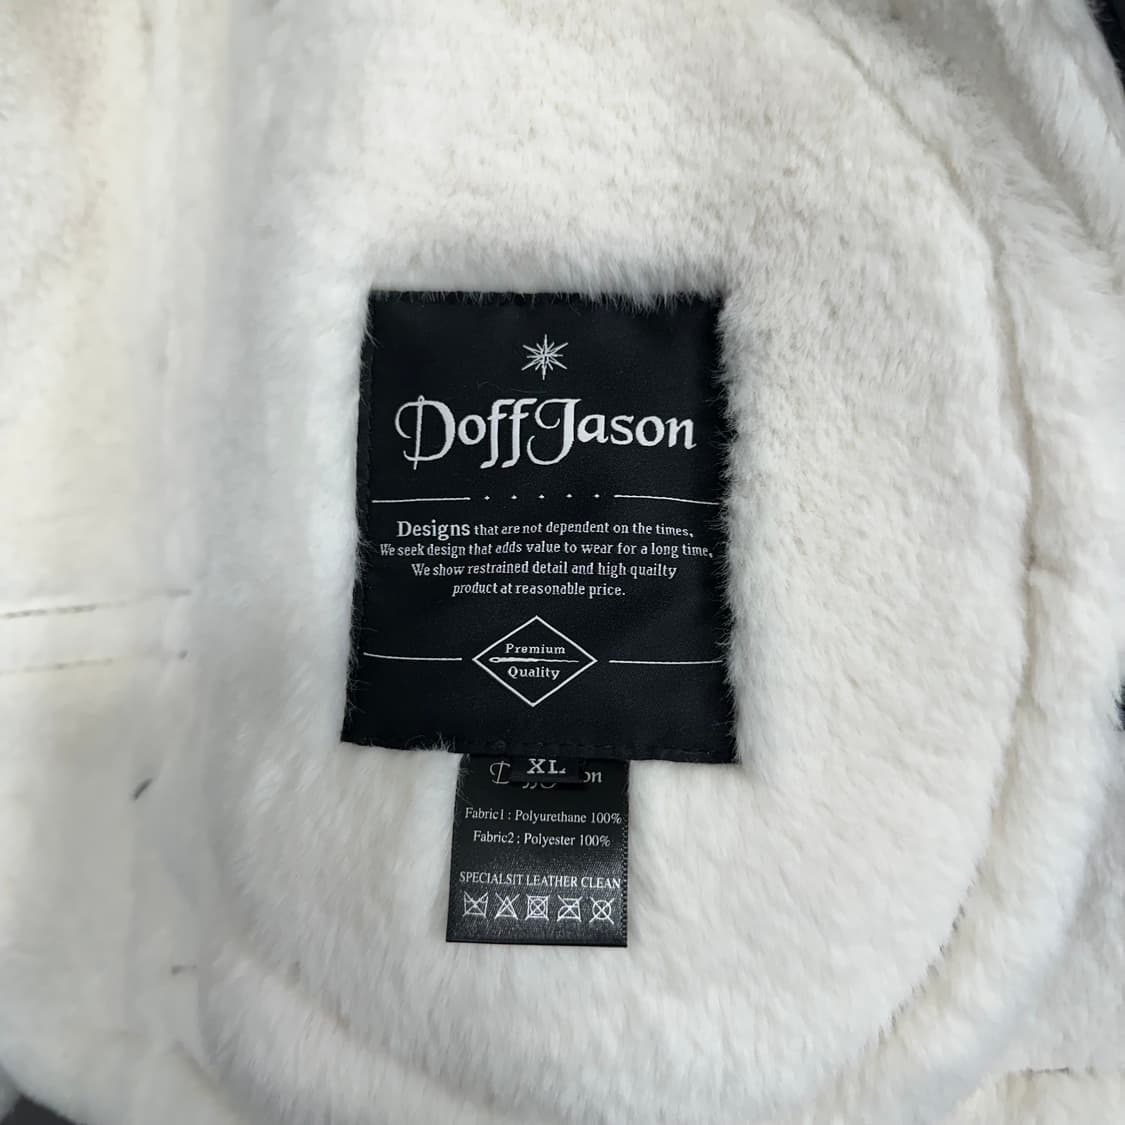 DoffJason
Designs that are not dependent on the times,
We seek design that adds value to wear for a long time,
We show restrained detail and high quailty
product at reasonable price.
Premium
Quality
XL
Fabric1 : Polyurethane 100%
Fabric2 : Polyester 100%
SPECIALSIT LEATHER CLEAN